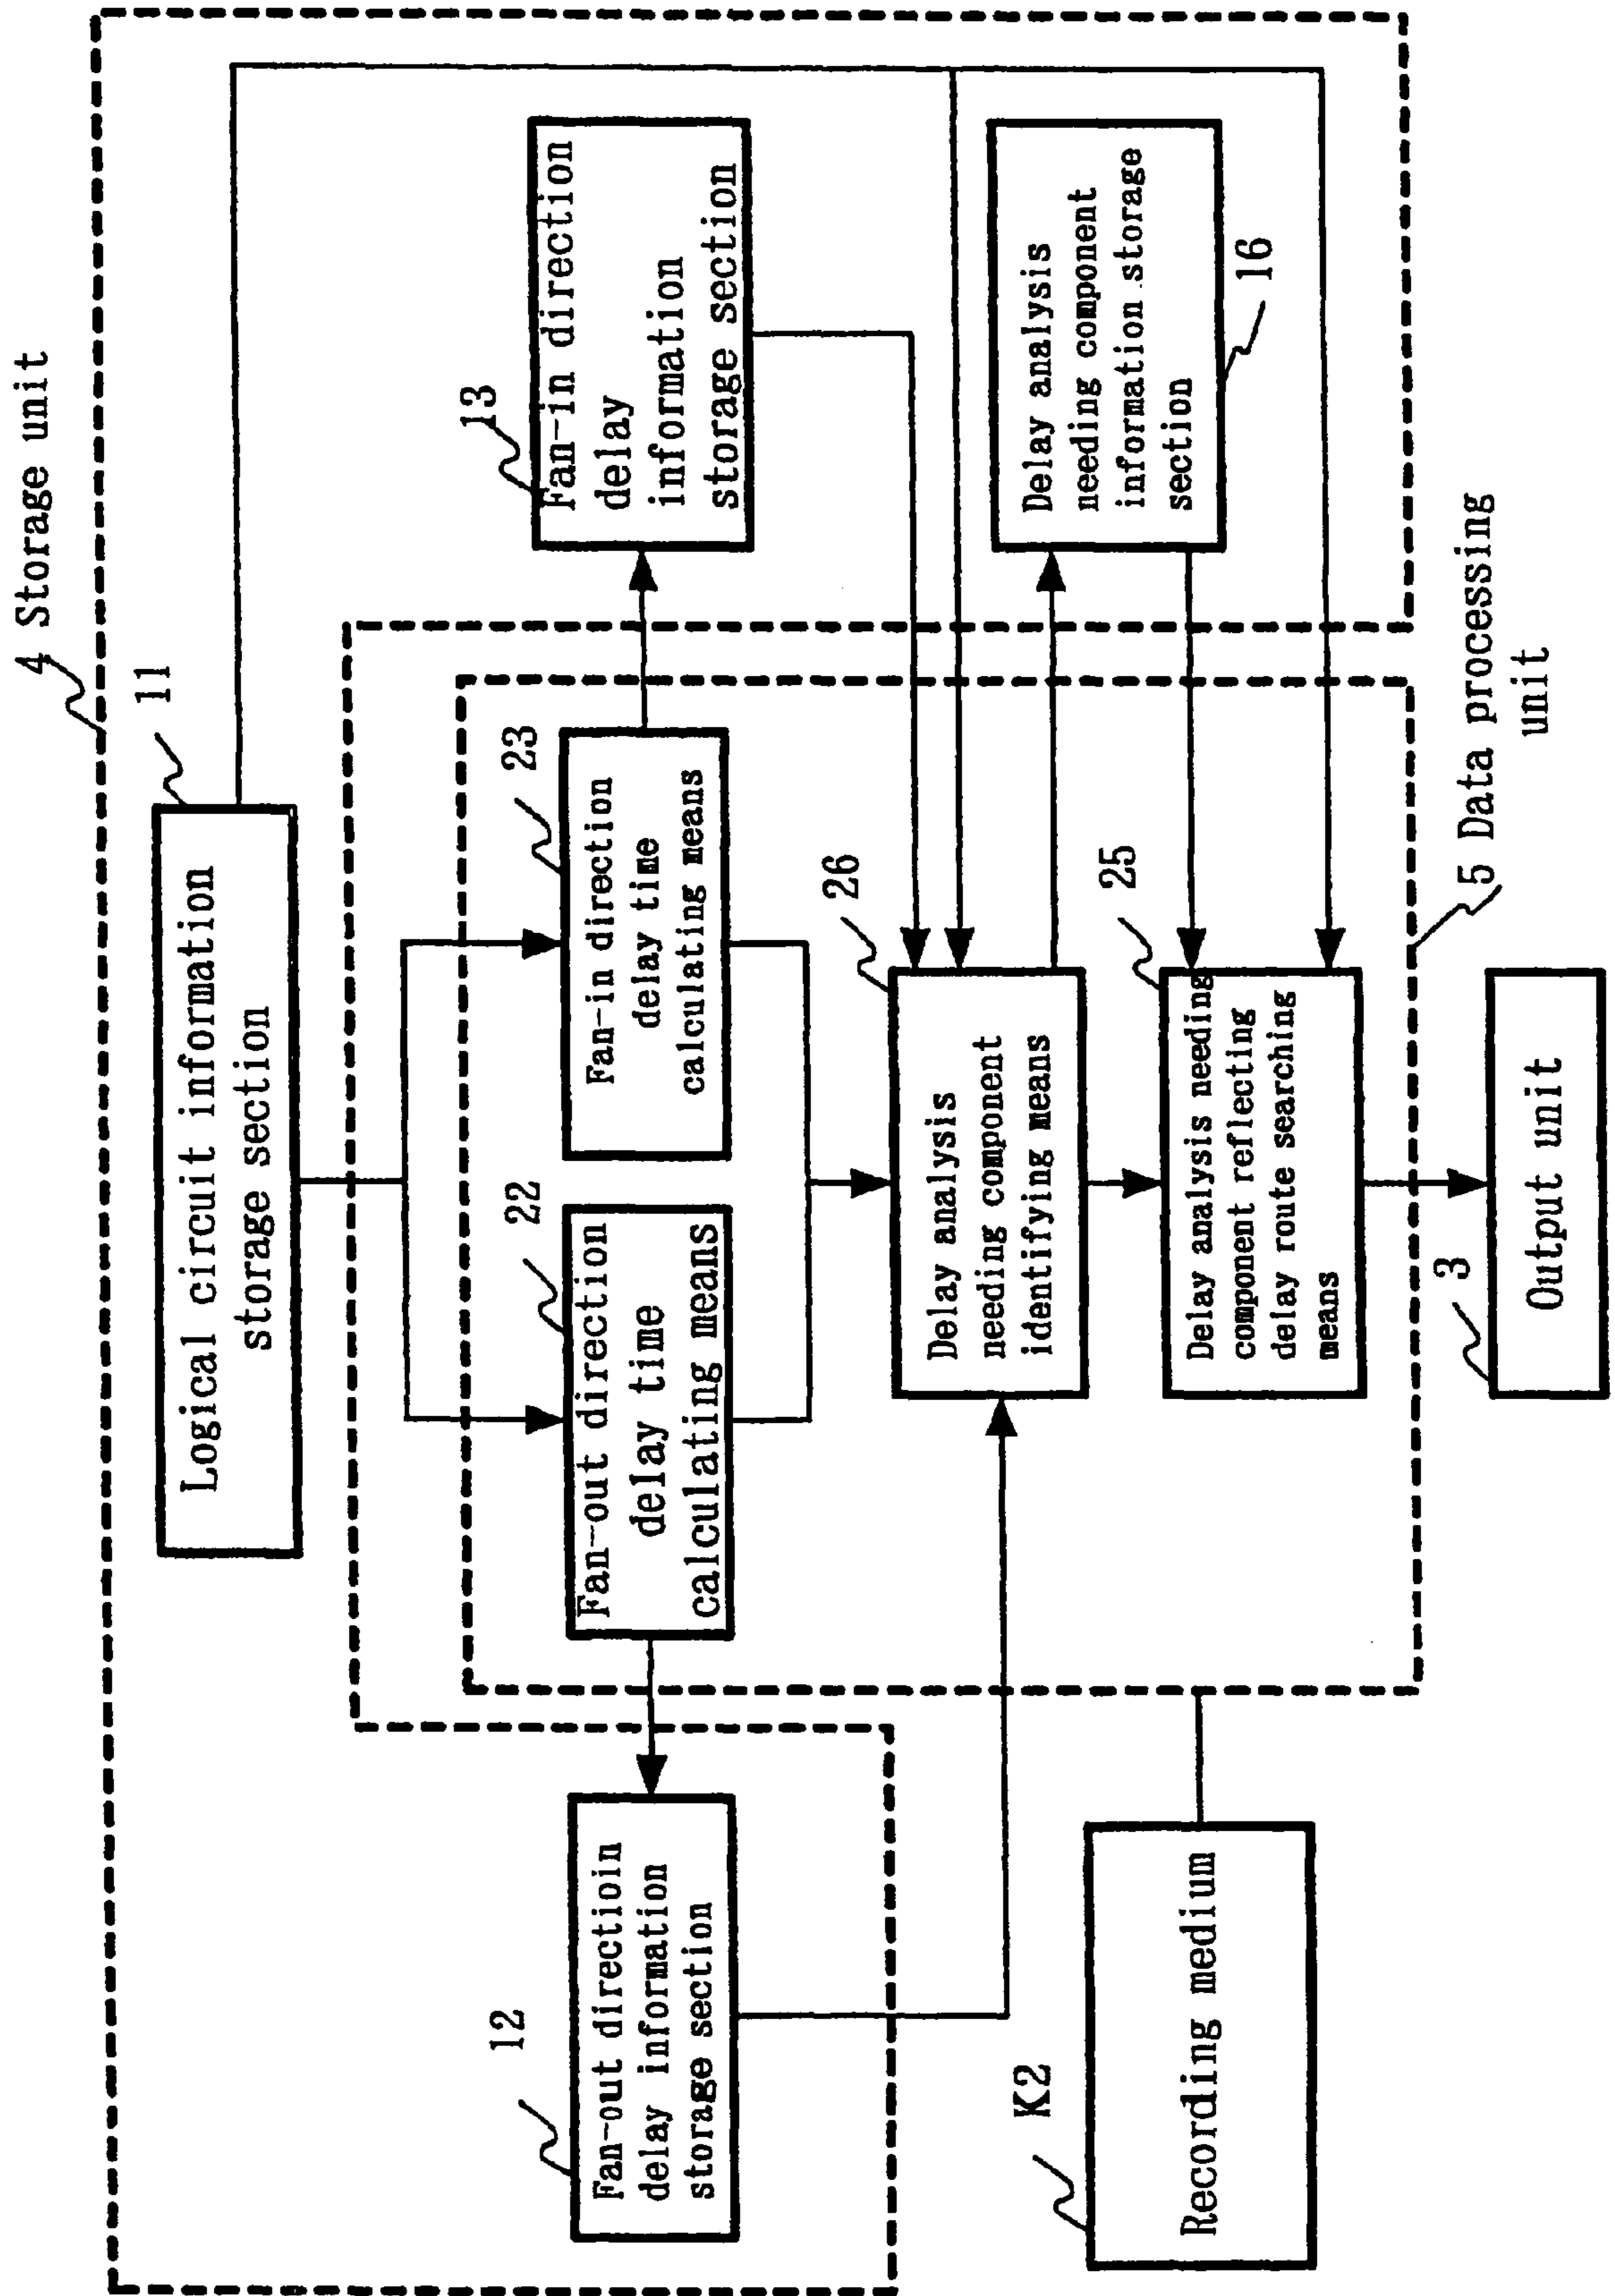 4 Storage unit
11
Logical circuit information
storage section
13
Fan-in direction
delay
information
storage section
23
Fan-in direction
delay time
calculating means
22
Fan-out direction
delay time
calculating means
12
Fan-out directioin
delay information
storage section
26
Delay analysis
needing component
identifying means
Delay analysis
needing component
information storage
section
16
25
Delay analysis needing
component reflecting
delay route searching
means
5 Data processing
unit
K2
Recording medium
3
Output unit